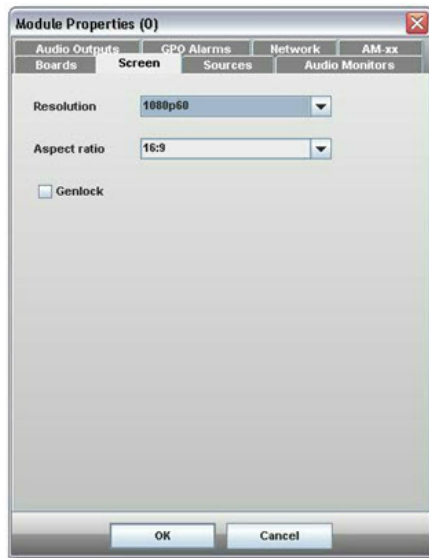 Module Properties (0)
Audio Outputs GPO Alarms Network AM-xx
Boards Screen Sources Audio Monitors
Resolution 1080p60
Aspect ratio 16:9
Genlock
OK Cancel